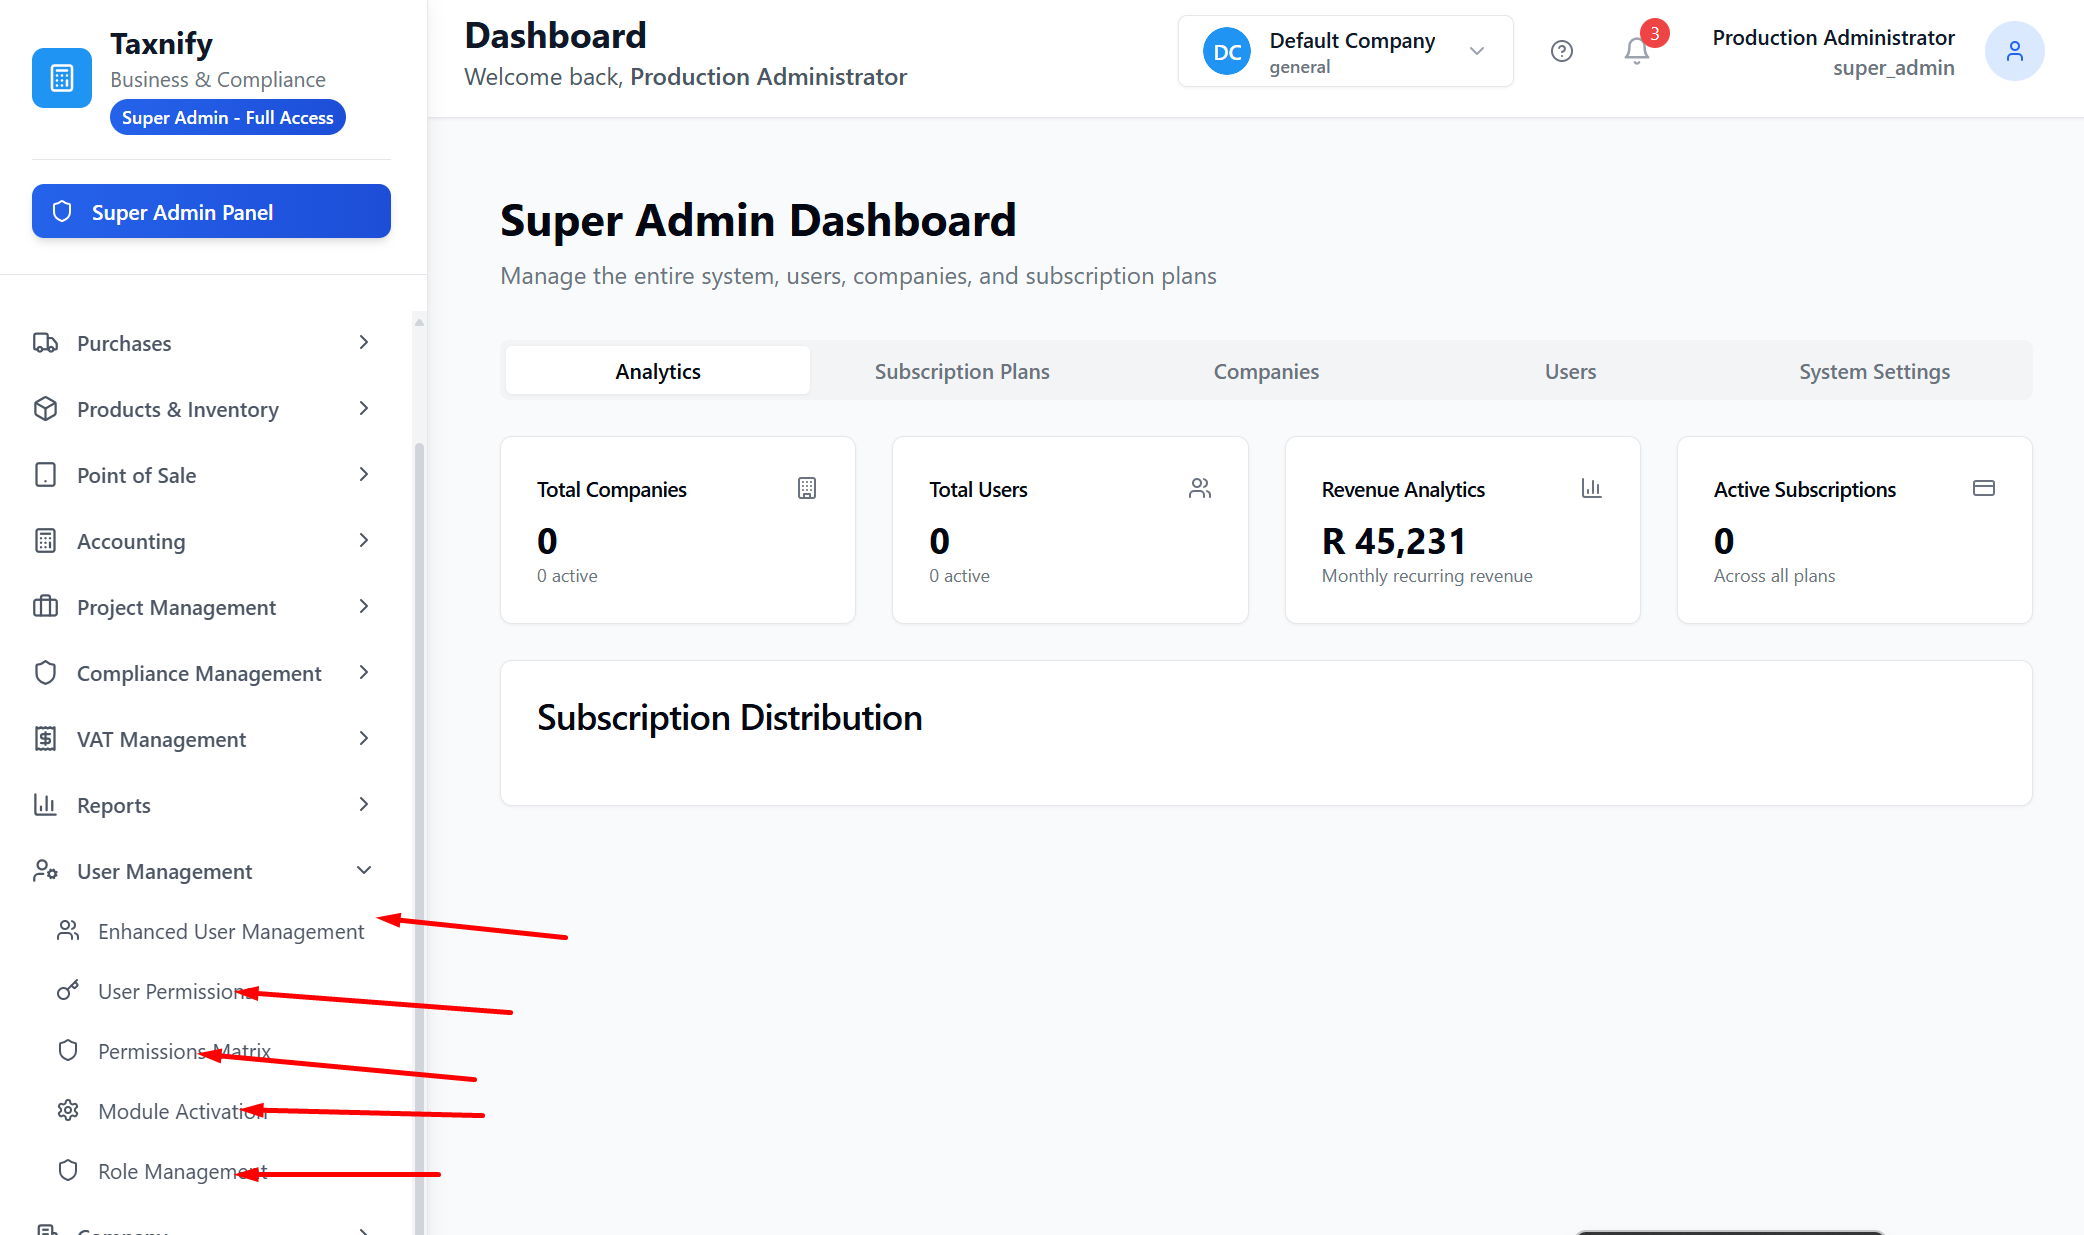 Taxnify
Business & Compliance
Super Admin - Full Access
Super Admin Panel
Purchases
Products & Inventory
Point of Sale
Accounting
Project Management
Compliance Management
VAT Management
Reports
User Management
Enhanced User Management
User Permissions
Permissions Matrix
Module Activation
Role Management
Company
Dashboard
Welcome back, Production Administrator
DC
Default Company
general
3
Production Administrator
super_admin
Super Admin Dashboard
Manage the entire system, users, companies, and subscription plans
Analytics
Subscription Plans
Companies
Users
System Settings
Total Companies
0
0 active
Total Users
0
0 active
Revenue Analytics
R 45,231
Monthly recurring revenue
Active Subscriptions
0
Across all plans
Subscription Distribution